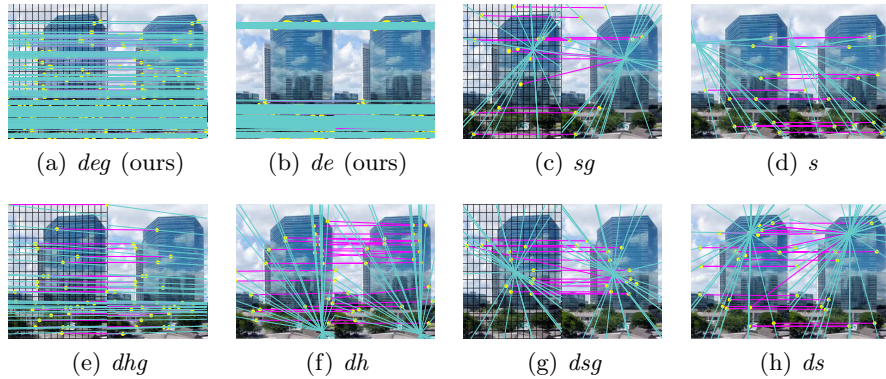 (a) deg (ours)
(b) de (ours)
(c) sg
(d) s
(e) dhg
(f) dh
(g) dsg
(h) ds